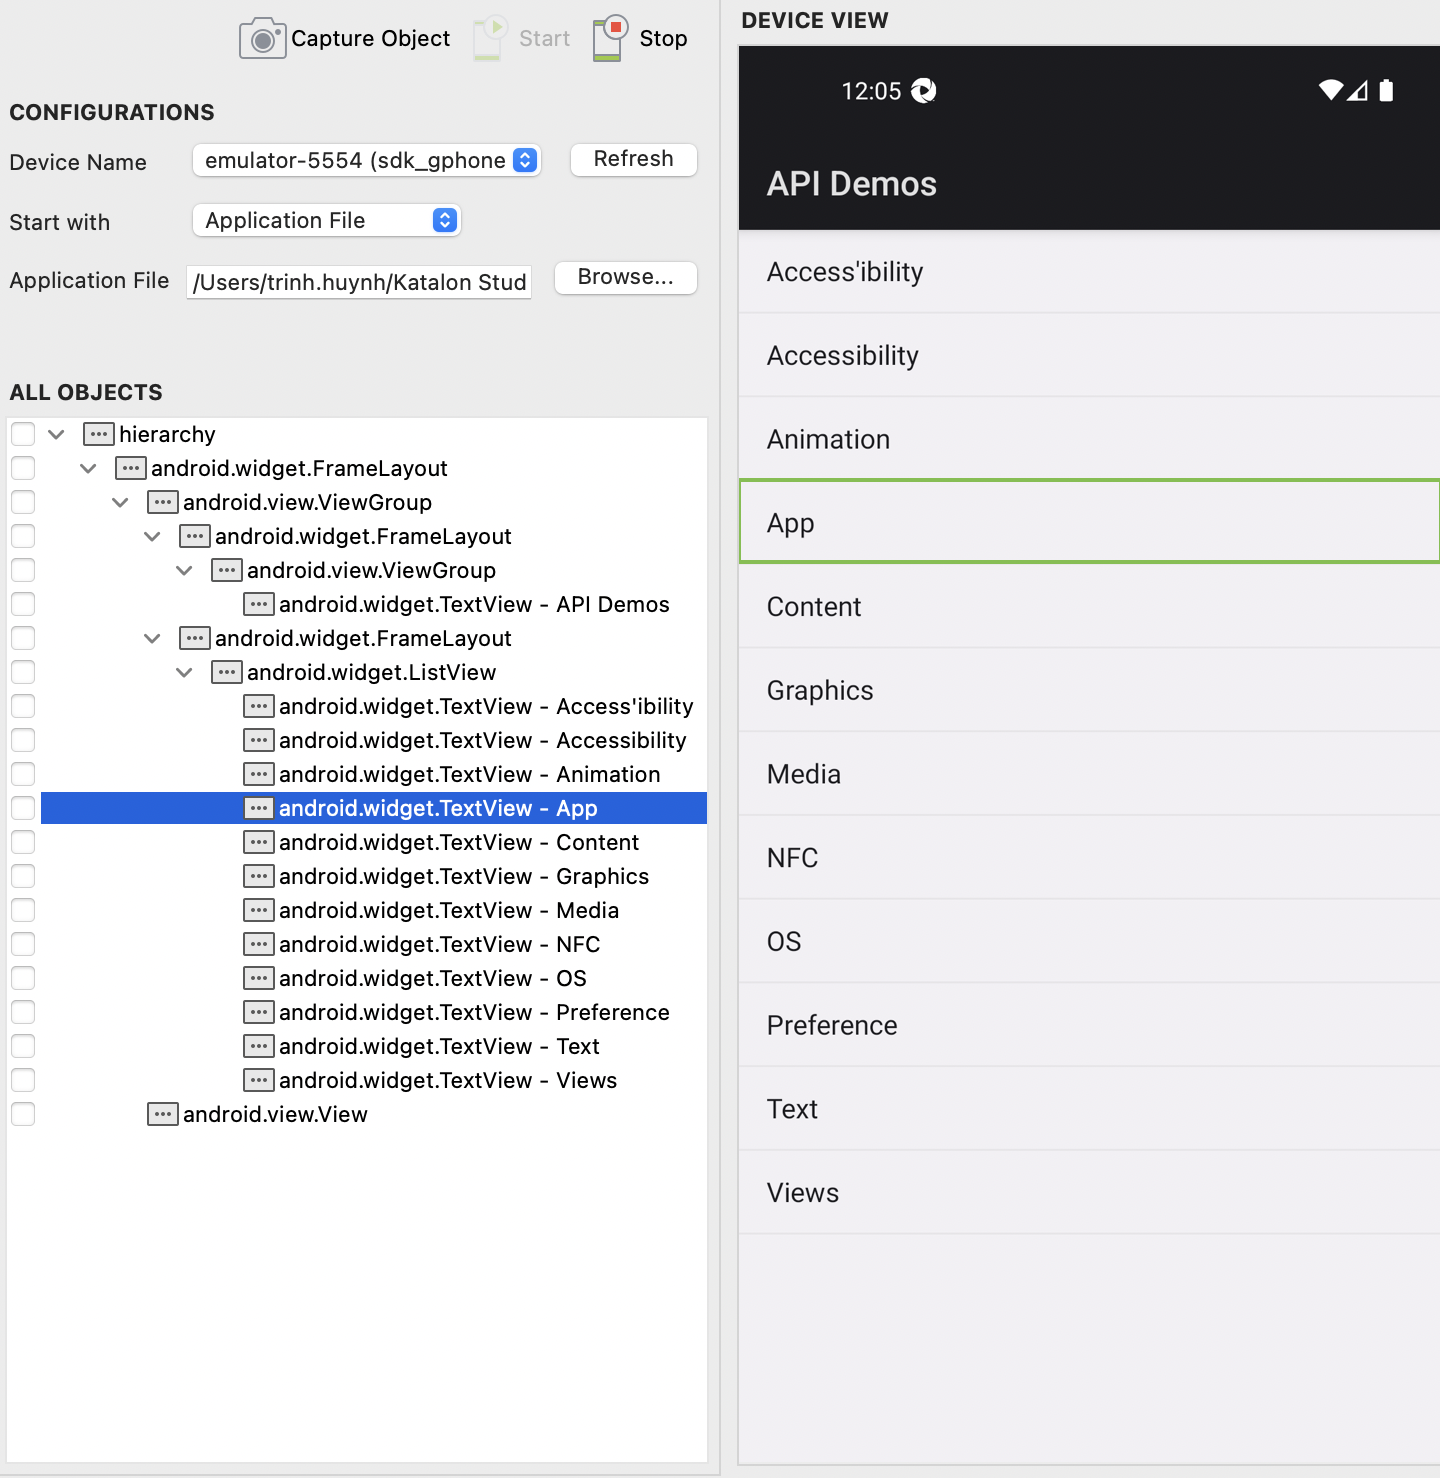 Capture Object
Start
Stop
CONFIGURATIONS
Device Name
emulator-5554 (sdk_gphone
Refresh
Start with
Application File
Application File
/Users/trinh.huynh/Katalon Stud
Browse...
ALL OBJECTS
hierarchy
android.widget.FrameLayout
android.view.ViewGroup
android.widget.FrameLayout
android.view.ViewGroup
android.widget.TextView - API Demos
android.widget.FrameLayout
android.widget.ListView
android.widget.TextView - Access'ibility
android.widget.TextView - Accessibility
android.widget.TextView - Animation
android.widget.TextView - App
android.widget.TextView - Content
android.widget.TextView - Graphics
android.widget.TextView - Media
android.widget.TextView - NFC
android.widget.TextView - OS
android.widget.TextView - Preference
android.widget.TextView - Text
android.widget.TextView - Views
android.view.View
DEVICE VIEW
12:05
API Demos
Access'ibility
Accessibility
Animation
App
Content
Graphics
Media
NFC
OS
Preference
Text
Views